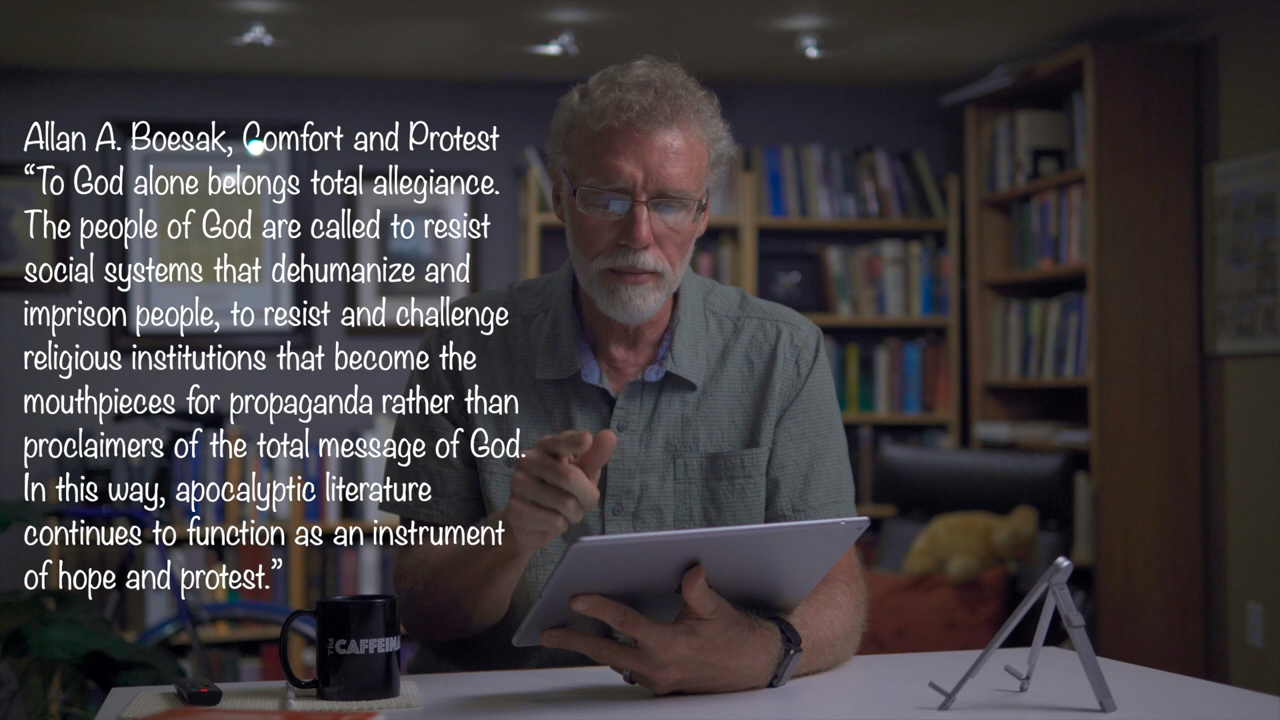 Allan A. Boesak, Comfort and Protest
“To God alone belongs total allegiance.
The people of God are called to resist
social systems that dehumanize and
imprison people, to resist and challenge
religious institutions that become the
mouthpieces for propaganda rather than
proclaimers of the total message of God.
In this way, apocalyptic literature
continues to function as an instrument
of hope and protest.”
THE